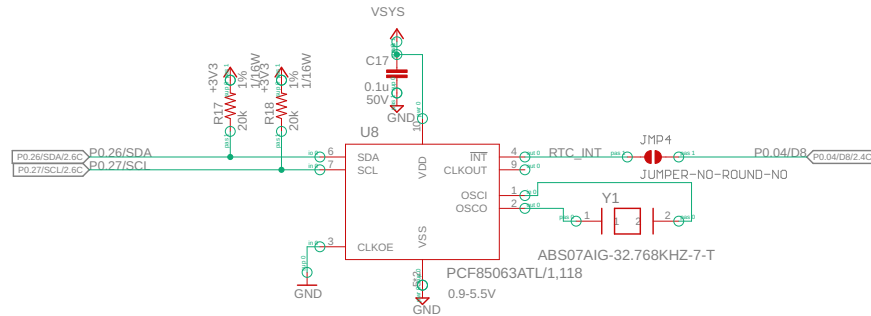 VSYS
C17
0.1u
50V
GND
+3V3
1%
1/16W
R17
20k
+3V3
1%
1/16W
R18
20k
U8
10
P0.26/SDA/2.6C
P0.26/SDA
6
SDA
P0.27/SCL/2.6C
P0.27/SCL
7
SCL
VDD
INT
4
RTC_INT
JMP4
P0.04/D8
P0.04/D8/2.4C
CLKOUT
9
JUMPER-NO-ROUND-NO
OSCI
1
OSCO
2
Y1
1
1
2
2
ABS07AIG-32.768KHZ-7-T
3
CLKOE
VSS
GND
PCF85063ATL/1,118
0.9-5.5V
GND